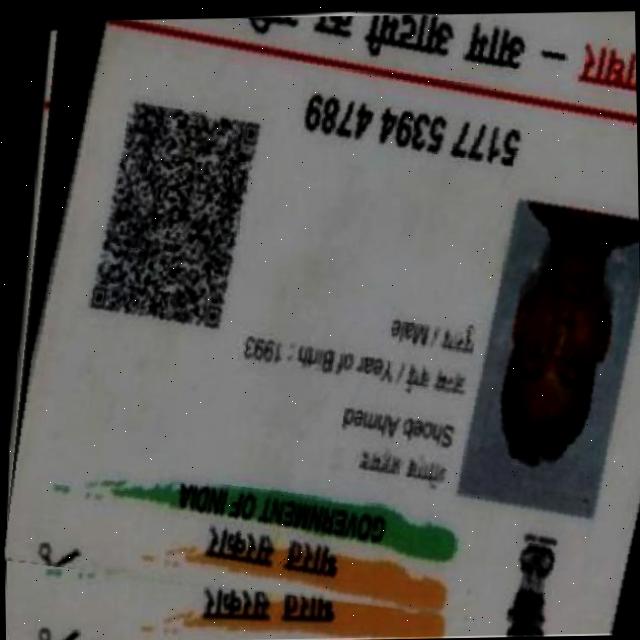 भारत सरकार
भारत सरकार
GOVERNMENT OF INDIA
शोएब अहमद
Shoeb Ahmed
जन्म वर्ष / Year of Birth : 1993
पुरुष / Male
5177 5394 4789
आधार – आम आदमी का